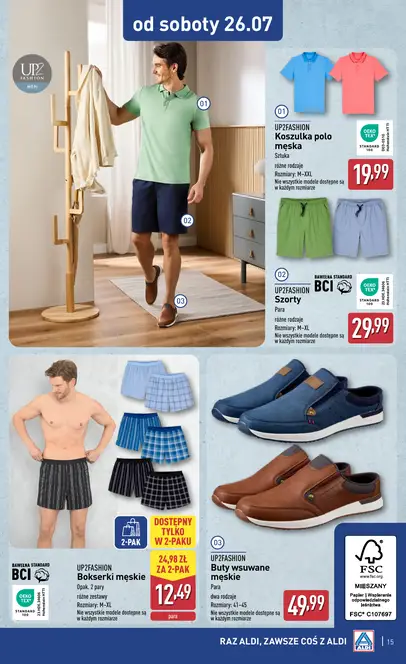 od soboty 26.07
UP2
FASHION
01
02
03
01
UP2FASHION
Koszulka polo
męska
Sztuka
różne rodzaje
Rozmiary: M-XXL
Nie wszystkie modele dostępne są
w każdym rozmiarze
OEKO
TEX®
STANDARD
100
19,99
02
UP2FASHION
Szorty
Para
różne rodzaje
Rozmiary: M-XL
Nie wszystkie modele dostępne są
w każdym rozmiarze
BAWEŁNA STANDARD
BCI
OEKO
TEX®
STANDARD
100
29,99
2-PAK
DOSTĘPNY
TYLKO
W 2-PAKU
24,98 ZŁ
ZA 2-PAK
12,49
para
BAWEŁNA STANDARD
BCI
OEKO
TEX®
STANDARD
100
UP2FASHION
Bokserki męskie
Opak. 2 pary
różne zestawy
Rozmiary: M-XL
Nie wszystkie modele dostępne są
w każdym rozmiarze
03
UP2FASHION
Buty wsuwane
męskie
Para
dwa rodzaje
Rozmiary: 41-45
Nie wszystkie modele dostępne są
w każdym rozmiarze
49,99
FSC
www.fsc.org
MIESZANY
Papier | Wspieranie
odpowiedzialnego
leśnictwa
FSC® C107697
RAZ ALDI, ZAWSZE COŚ Z ALDI
ALDI
15